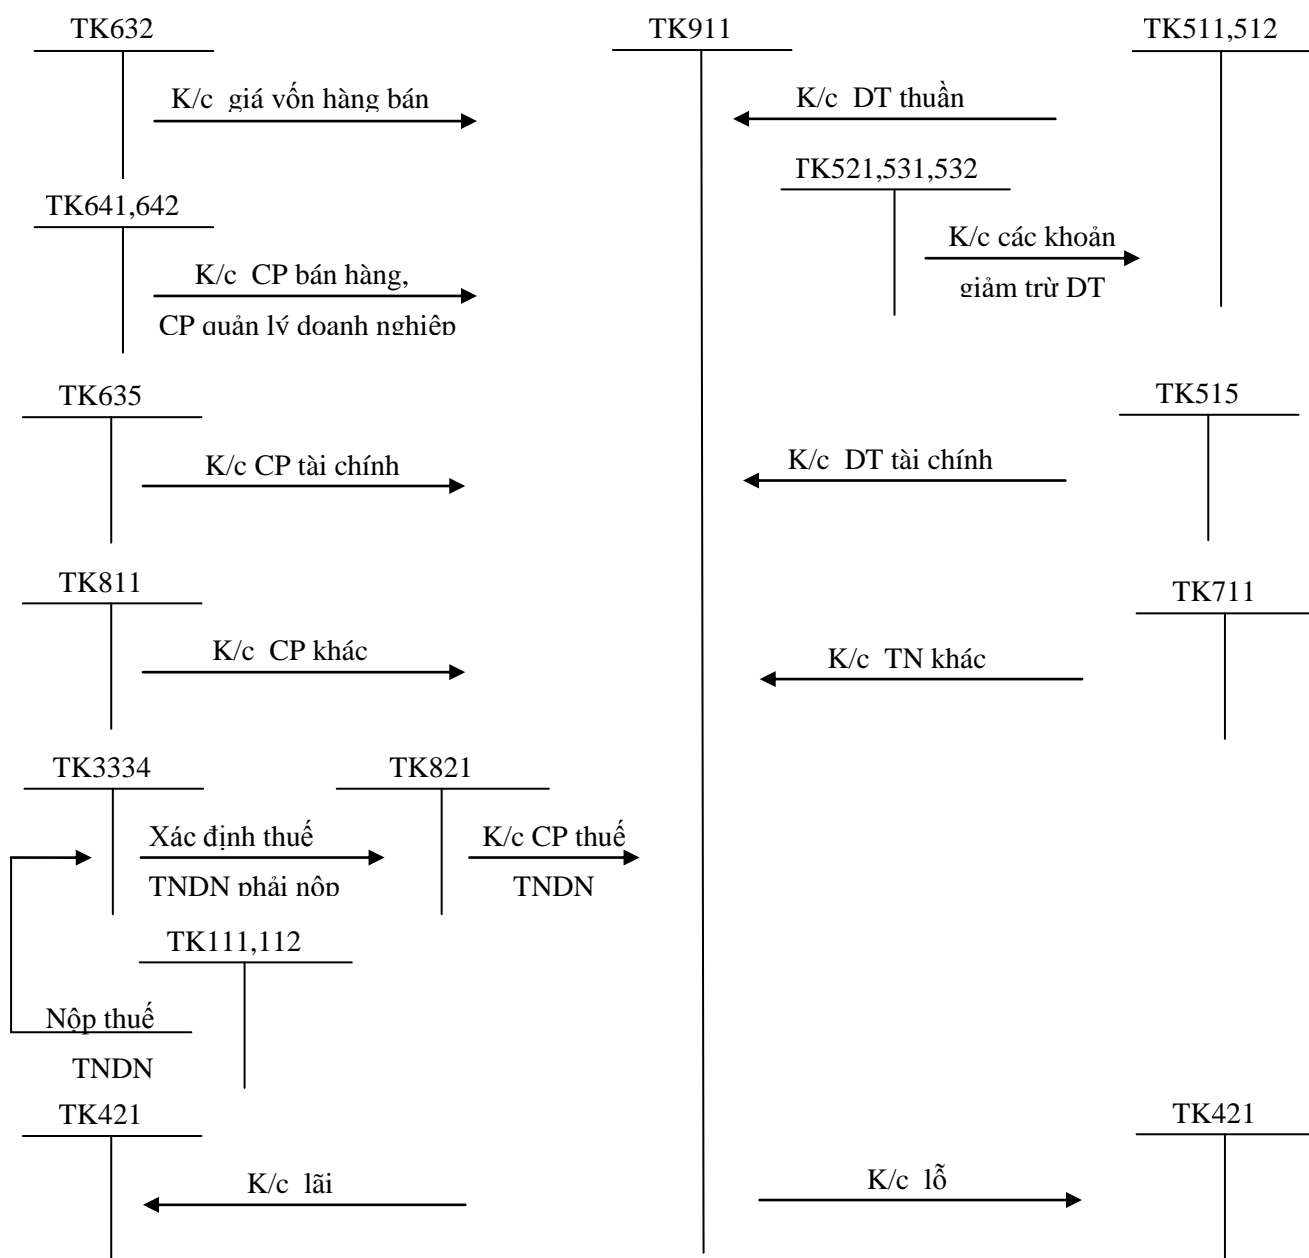 TK632
TK911
TK511,512
K/c giá vốn hàng bán
K/c DT thuần
TK521,531,532
TK641,642
K/c các khoản
giảm trừ DT
K/c CP bán hàng,
CP quản lý doanh nghiệp
TK635
TK515
K/c CP tài chính
K/c DT tài chính
TK811
TK711
K/c CP khác
K/c TN khác
TK3334
TK821
Xác định thuế
TNDN phải nộp
K/c CP thuế
TNDN
TK111,112
Nộp thuế
TNDN
TK421
TK421
K/c lãi
K/c lỗ